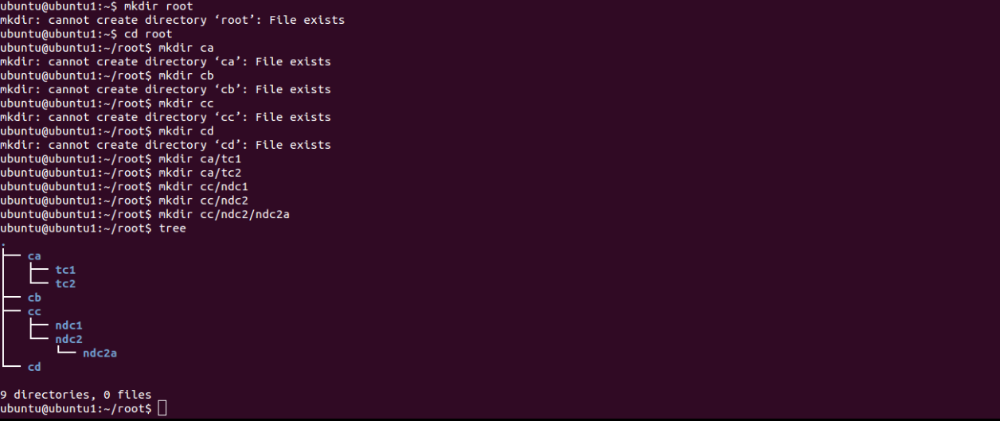 ubuntu@ubuntu1:~$ mkdir root
mkdir: cannot create directory ‘root’: File exists
ubuntu@ubuntu1:~$ cd root
ubuntu@ubuntu1:~/root$ mkdir ca
mkdir: cannot create directory ‘ca’: File exists
ubuntu@ubuntu1:~/root$ mkdir cb
mkdir: cannot create directory ‘cb’: File exists
ubuntu@ubuntu1:~/root$ mkdir cc
mkdir: cannot create directory ‘cc’: File exists
ubuntu@ubuntu1:~/root$ mkdir cd
mkdir: cannot create directory ‘cd’: File exists
ubuntu@ubuntu1:~/root$ mkdir ca/tc1
ubuntu@ubuntu1:~/root$ mkdir ca/tc2
ubuntu@ubuntu1:~/root$ mkdir cc/ndc1
ubuntu@ubuntu1:~/root$ mkdir cc/ndc2
ubuntu@ubuntu1:~/root$ mkdir cc/ndc2/ndc2a
ubuntu@ubuntu1:~/root$ tree
.
├── ca
│   ├── tc1
│   └── tc2
├── cb
├── cc
│   ├── ndc1
│   └── ndc2
│       └── ndc2a
└── cd
9 directories, 0 files
ubuntu@ubuntu1:~/root$